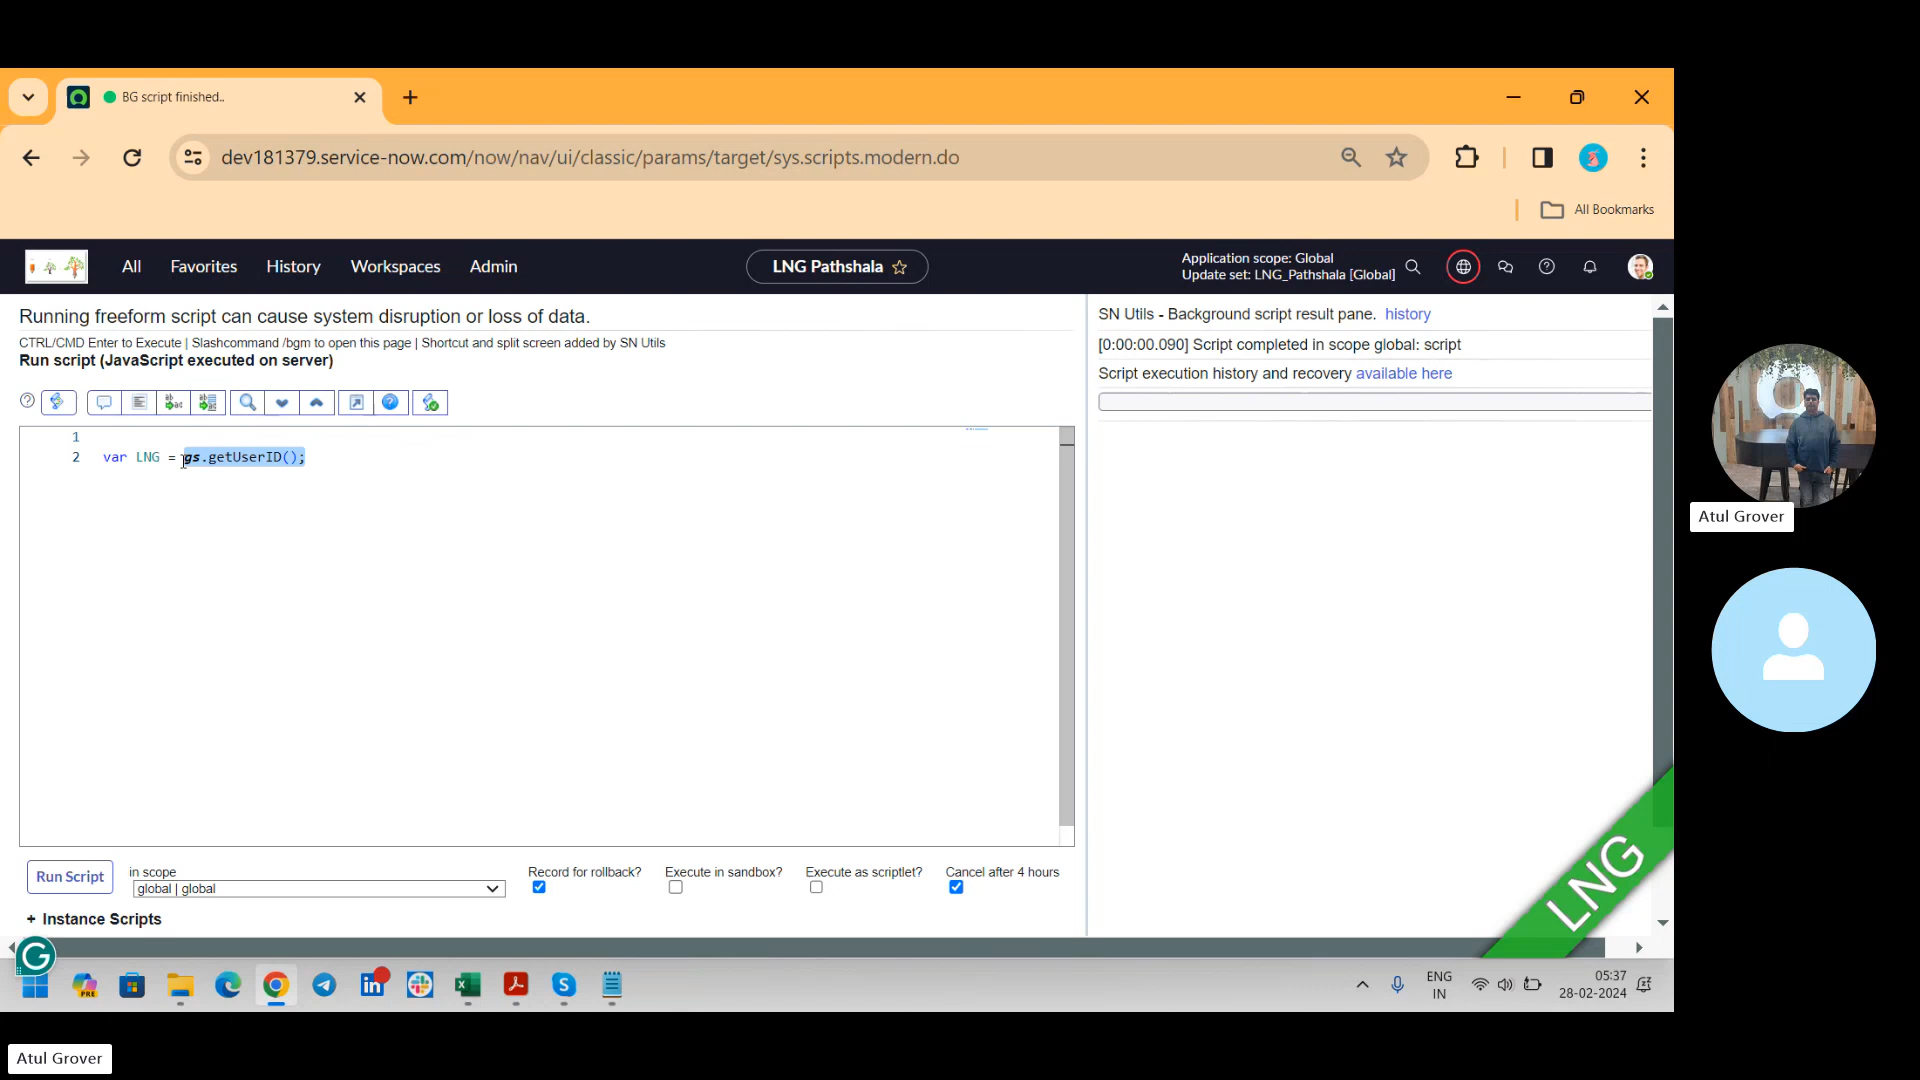 BG script finished..
dev181379.service-now.com/now/nav/ui/classic/params/target/sys.scripts.modern.do
All Bookmarks
All
Favorites
History
Workspaces
Admin
LNG Pathshala
Application scope: Global
Update set: LNG_Pathshala [Global]
Running freeform script can cause system disruption or loss of data.
CTRL/CMD Enter to Execute | Slashcommand /bgm to open this page | Shortcut and split screen added by SN Utils
Run script (JavaScript executed on server)
1
2 var LNG = gs.getUserID();
SN Utils - Background script result pane. history
[0:00:00.090] Script completed in scope global: script
Script execution history and recovery available here
Run Script
in scope
global | global
Record for rollback?
Execute in sandbox?
Execute as scriptlet?
Cancel after 4 hours
+ Instance Scripts
LNG
PRE
ENG
IN
05:37
28-02-2024
Atul Grover
Atul Grover